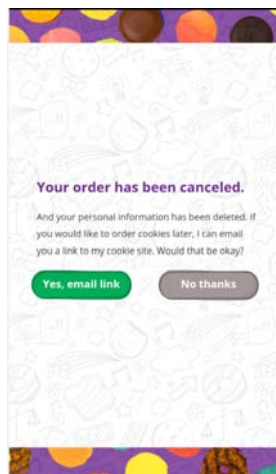 Your order has been canceled.
And your personal information has been deleted. If
you would like to order cookies later, I can email
you a link to my cookie site. Would that be okay?
Yes, email link
No thanks